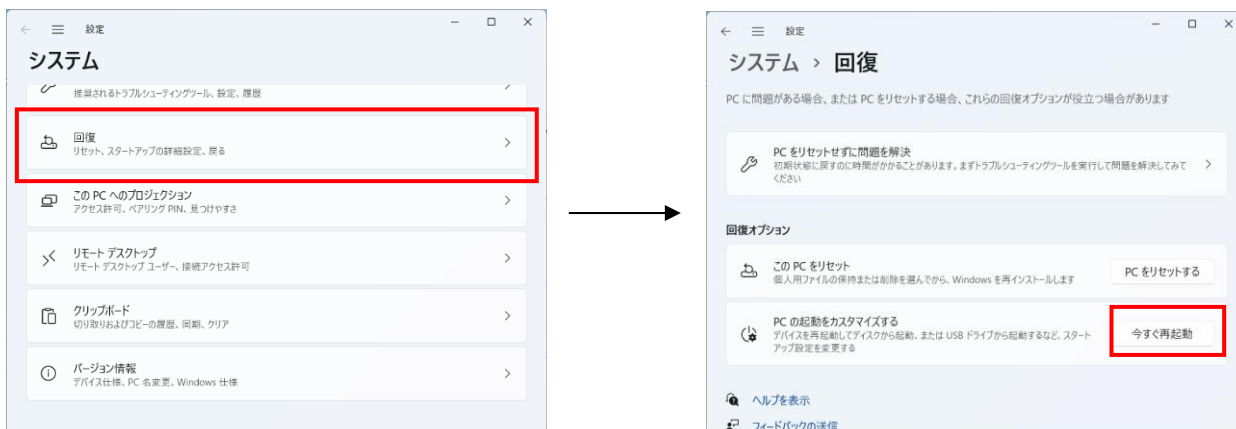 設定
システム
推奨されるトラブルシューティングツール、設定、履歴
回復
リセット、スタートアップの詳細設定、戻る
この PC へのプロジェクション
アクセス許可、ペアリング PIN、見つけやすさ
リモート デスクトップ
リモート デスクトップ ユーザー、接続アクセス許可
クリップボード
切り取りおよびコピーの履歴、同期、クリア
バージョン情報
デバイス仕様、PC 名変更、Windows 仕様
設定
システム › 回復
PC に問題がある場合、または PC をリセットする場合、これらの回復オプションが役立つ場合があります
PC をリセットせずに問題を解決
初期状態に戻すのに時間がかかることがあります。まずトラブルシューティングツールを実行して問題を解決してみて
ください
回復オプション
この PC をリセット
個人用ファイルの保持または削除を選んでから、Windows を再インストールします
PC をリセットする
PC の起動をカスタマイズする
デバイスを再起動してディスクから起動、または USB ドライブから起動するなど、スタート
アップ設定を変更する
今すぐ再起動
ヘルプを表示
フィードバックの送信